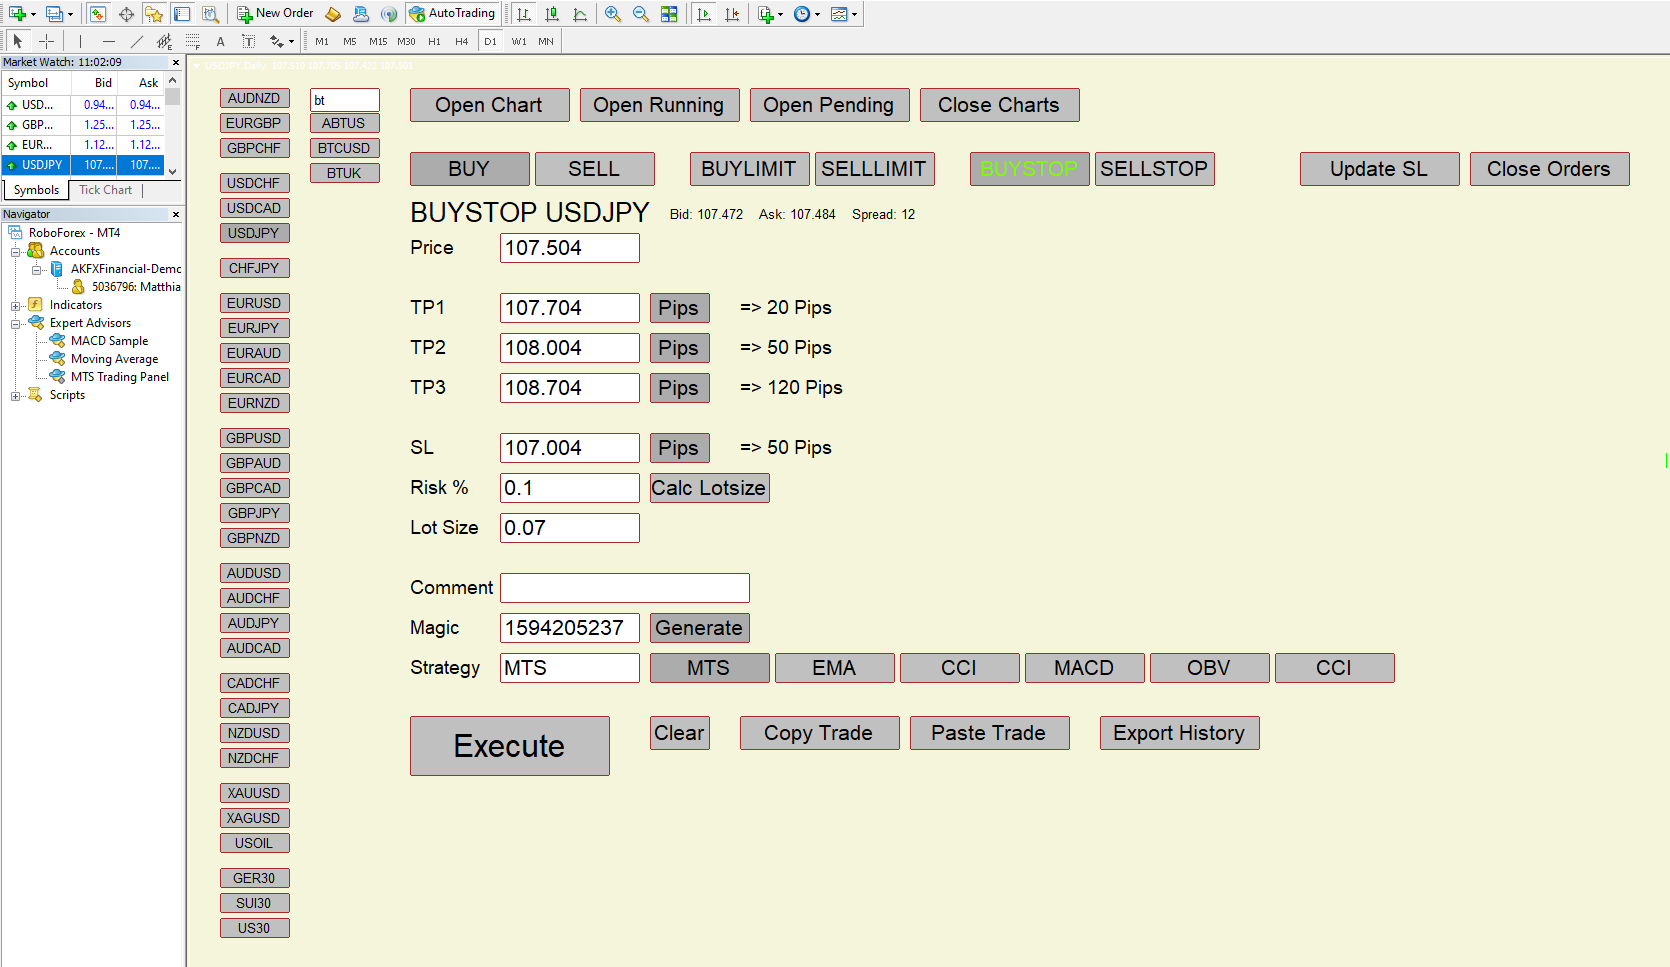 New Order AutoTrading
A T M1 M5 M15 M30 H1 H4 D1 W1 MN
Market Watch: 11:02:09
Symbol Bid Ask
USD... 0.94... 0.94...
GBP... 1.25... 1.25...
EUR... 1.12... 1.12...
USDJPY 107.... 107....
Symbols Tick Chart
Navigator
RoboForex - MT4
Accounts
AKFXFinancial-Demo
5036796: Matthia
Indicators
Expert Advisors
MACD Sample
Moving Average
MTS Trading Panel
Scripts
AUDNZD
EURGBP
GBPCHF
USDCHF
USDCAD
USDJPY
CHFJPY
EURUSD
EURJPY
EURAUD
EURCAD
EURNZD
GBPUSD
GBPAUD
GBPCAD
GBPJPY
GBPNZD
AUDUSD
AUDCHF
AUDJPY
AUDCAD
CADCHF
CADJPY
NZDUSD
NZDCHF
XAUUSD
XAGUSD
USOIL
GER30
SUI30
US30
bt
ABTUS
BTCUSD
BTUK
Open Chart Open Running Open Pending Close Charts
BUY SELL BUYLIMIT SELLLIMIT BUYSTOP SELLSTOP Update SL Close Orders
BUYSTOP USDJPY Bid: 107.472 Ask: 107.484 Spread: 12
Price 107.504
TP1 107.704 Pips => 20 Pips
TP2 108.004 Pips => 50 Pips
TP3 108.704 Pips => 120 Pips
SL 107.004 Pips => 50 Pips
Risk % 0.1 Calc Lotsize
Lot Size 0.07
Comment
Magic 1594205237 Generate
Strategy MTS MTS EMA CCI MACD OBV CCI
Execute Clear Copy Trade Paste Trade Export History